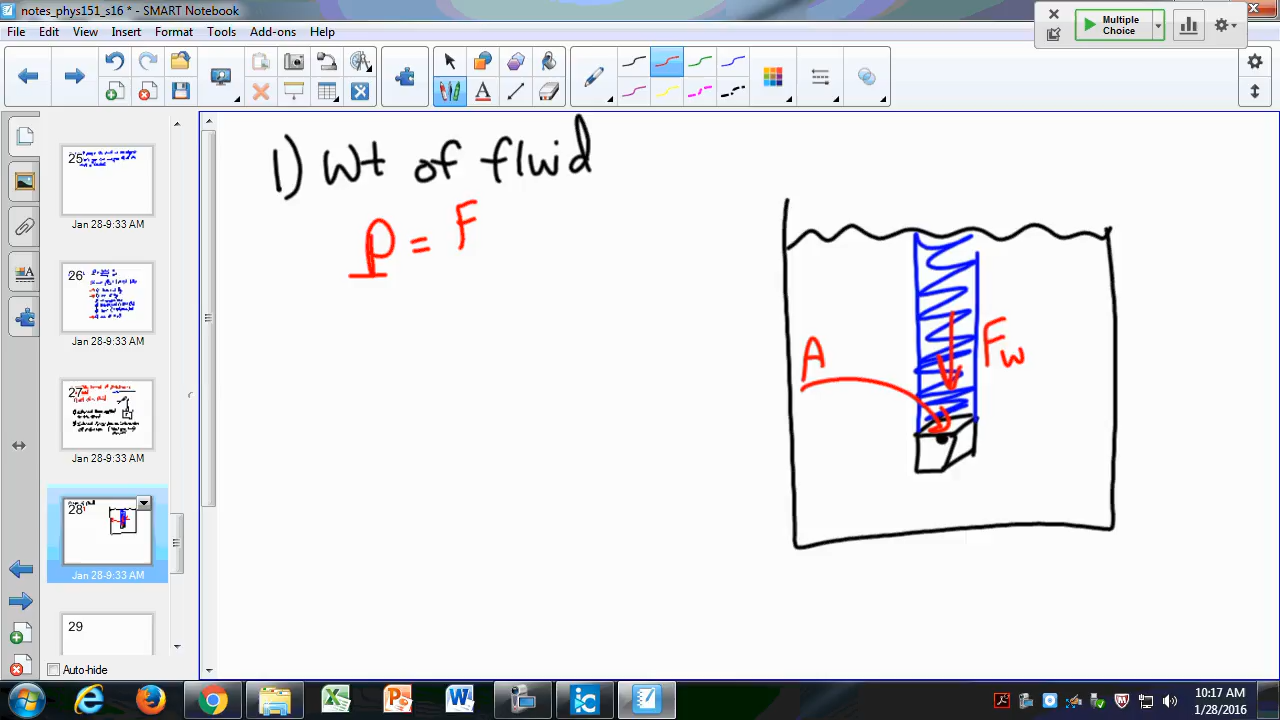 notes_phys151_s16 * - SMART Notebook
Multiple Choice
File Edit View Insert Format Tools Add-ons Help
25
Jan 28-9:33 AM
26
Jan 28-9:33 AM
27
Jan 28-9:33 AM
28
Jan 28-9:33 AM
29
Auto-hide
1) Wt of fluid
P = F
A
Fw
10:17 AM
1/28/2016